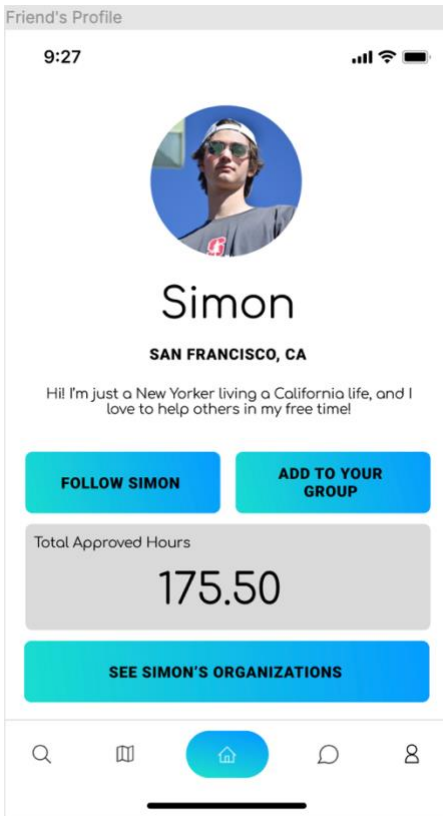 Friend's Profile
9:27
Simon
SAN FRANCISCO, CA
Hi! I'm just a New Yorker living a California life, and I
love to help others in my free time!
FOLLOW SIMON
ADD TO YOUR
GROUP
Total Approved Hours
175.50
SEE SIMON'S ORGANIZATIONS